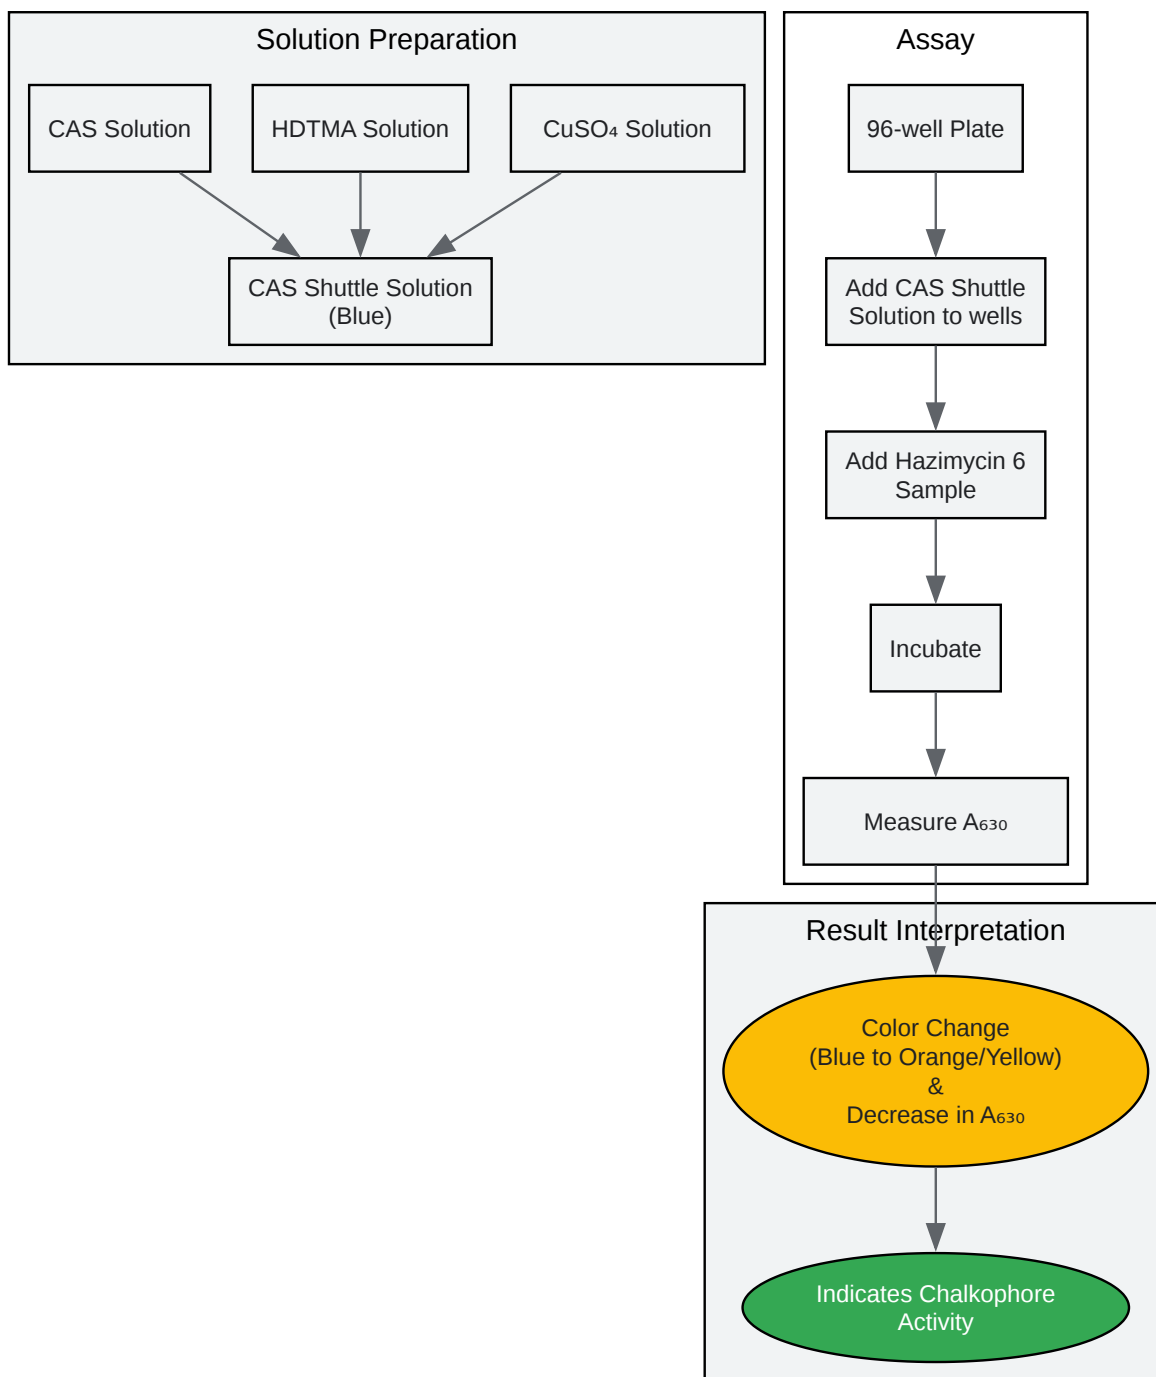 Solution Preparation
CAS Solution
HDTMA Solution
CuSO₄ Solution
CAS Shuttle Solution
(Blue)
Assay
96-well Plate
Add CAS Shuttle
Solution to wells
Add Hazimycin 6
Sample
Incubate
Measure A₆₃₀
Result Interpretation
Color Change
(Blue to Orange/Yellow)
&
Decrease in A₆₃₀
Indicates Chalkophore
Activity